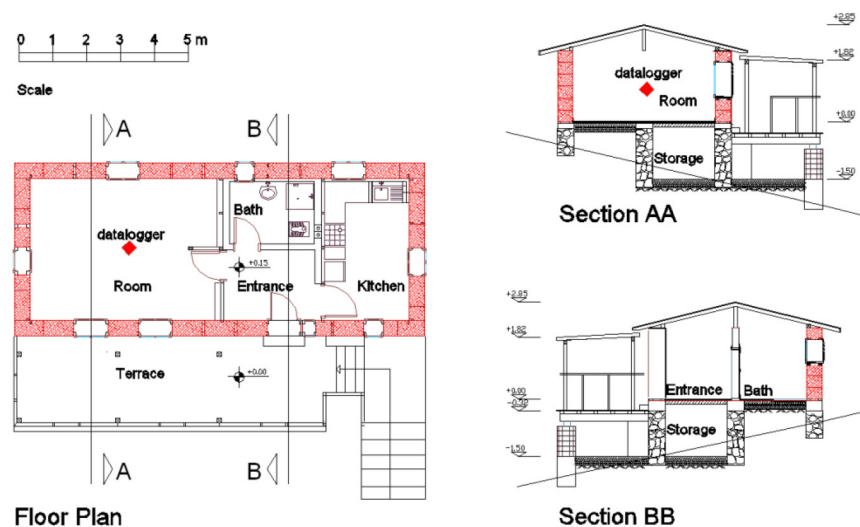 0 1 2 3 4 5 m
Scale
A
B
Bath
datalogger
+0.15
Room
Entrance
Kitchen
Terrace
+0.00
A
B
Floor Plan
+2.85
+1.82
datalogger
Room
+0.00
Storage
-1.50
Section AA
+2.85
+1.82
+0.00
Entrance
Bath
Storage
-1.50
Section BB